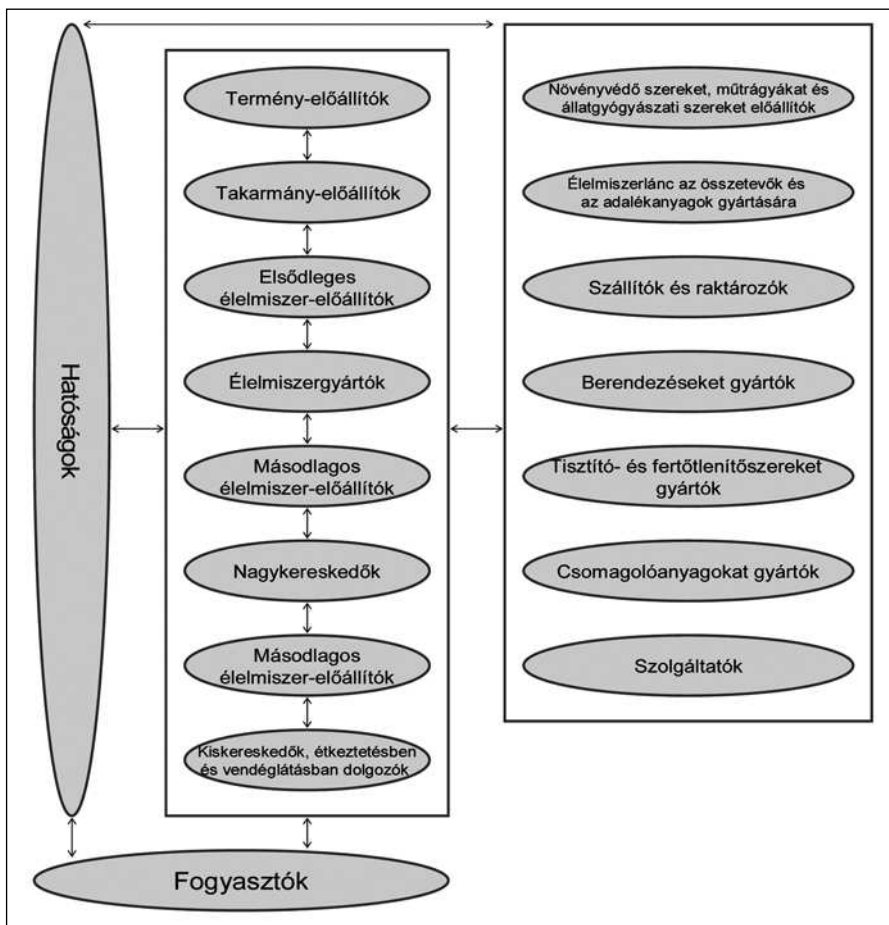 Hatóságok
Termény-előállítók
Takarmány-előállítók
Elsődleges
élelmiszer-előállítók
Élelmiszergyártók
Másodlagos
élelmiszer-előállítók
Nagykereskedők
Másodlagos
élelmiszer-előállítók
Kiskereskedők, étkeztetésben
és vendéglátásban dolgozók
Növényvédő szereket, műtrágyákat és
állatgyógyászati szereket előállítók
Élelmiszerlánc az összetevők és
az adalékanyagok gyártására
Szállítók és raktározók
Berendezéseket gyártók
Tisztító- és fertőtlenítőszereket
gyártók
Csomagolóanyagokat gyártók
Szolgáltatók
Fogyasztók